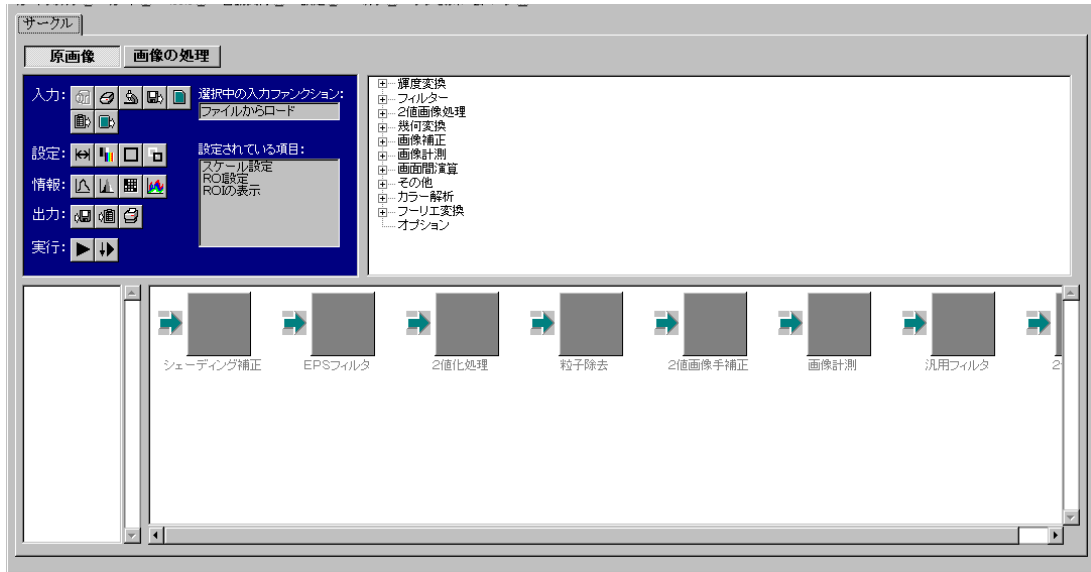 サークル
原画像 画像の処理
入力:
選択中の入力ファンクション:
ファイルからロード
設定:
設定されている項目:
スケール設定
ROI設定
ROIの表示
情報:
出力:
実行:
輝度変換
フィルター
2値画像処理
幾何変換
画像補正
画像計測
画面間演算
その他
カラー解析
フーリエ変換
オプション
シェーディング補正 EPSフィルタ 2値化処理 粒子除去 2値画像手補正 画像計測 汎用フィルタ